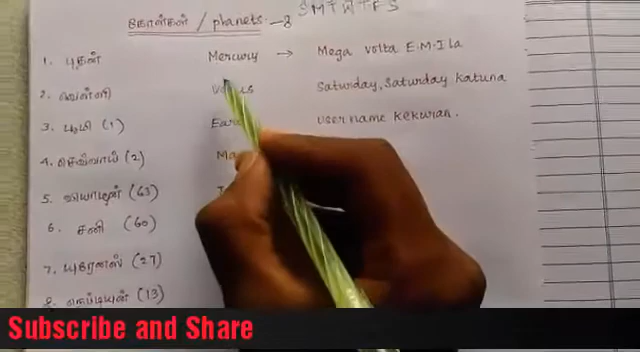 கோள்கள் / planets - 8 SMTWTFS
1. புதன் Mercury → Mega volta E.M.I la
2. வெள்ளி Saturday, Saturday Katuna
3. பூமி (1) user name kekuran.
4. செவ்வாய் (2)
5. வியாழன் (63)
6. சனி (60)
7. யுரேனஸ் (27)
8. நெப்டியுன் (13)
Subscribe and Share